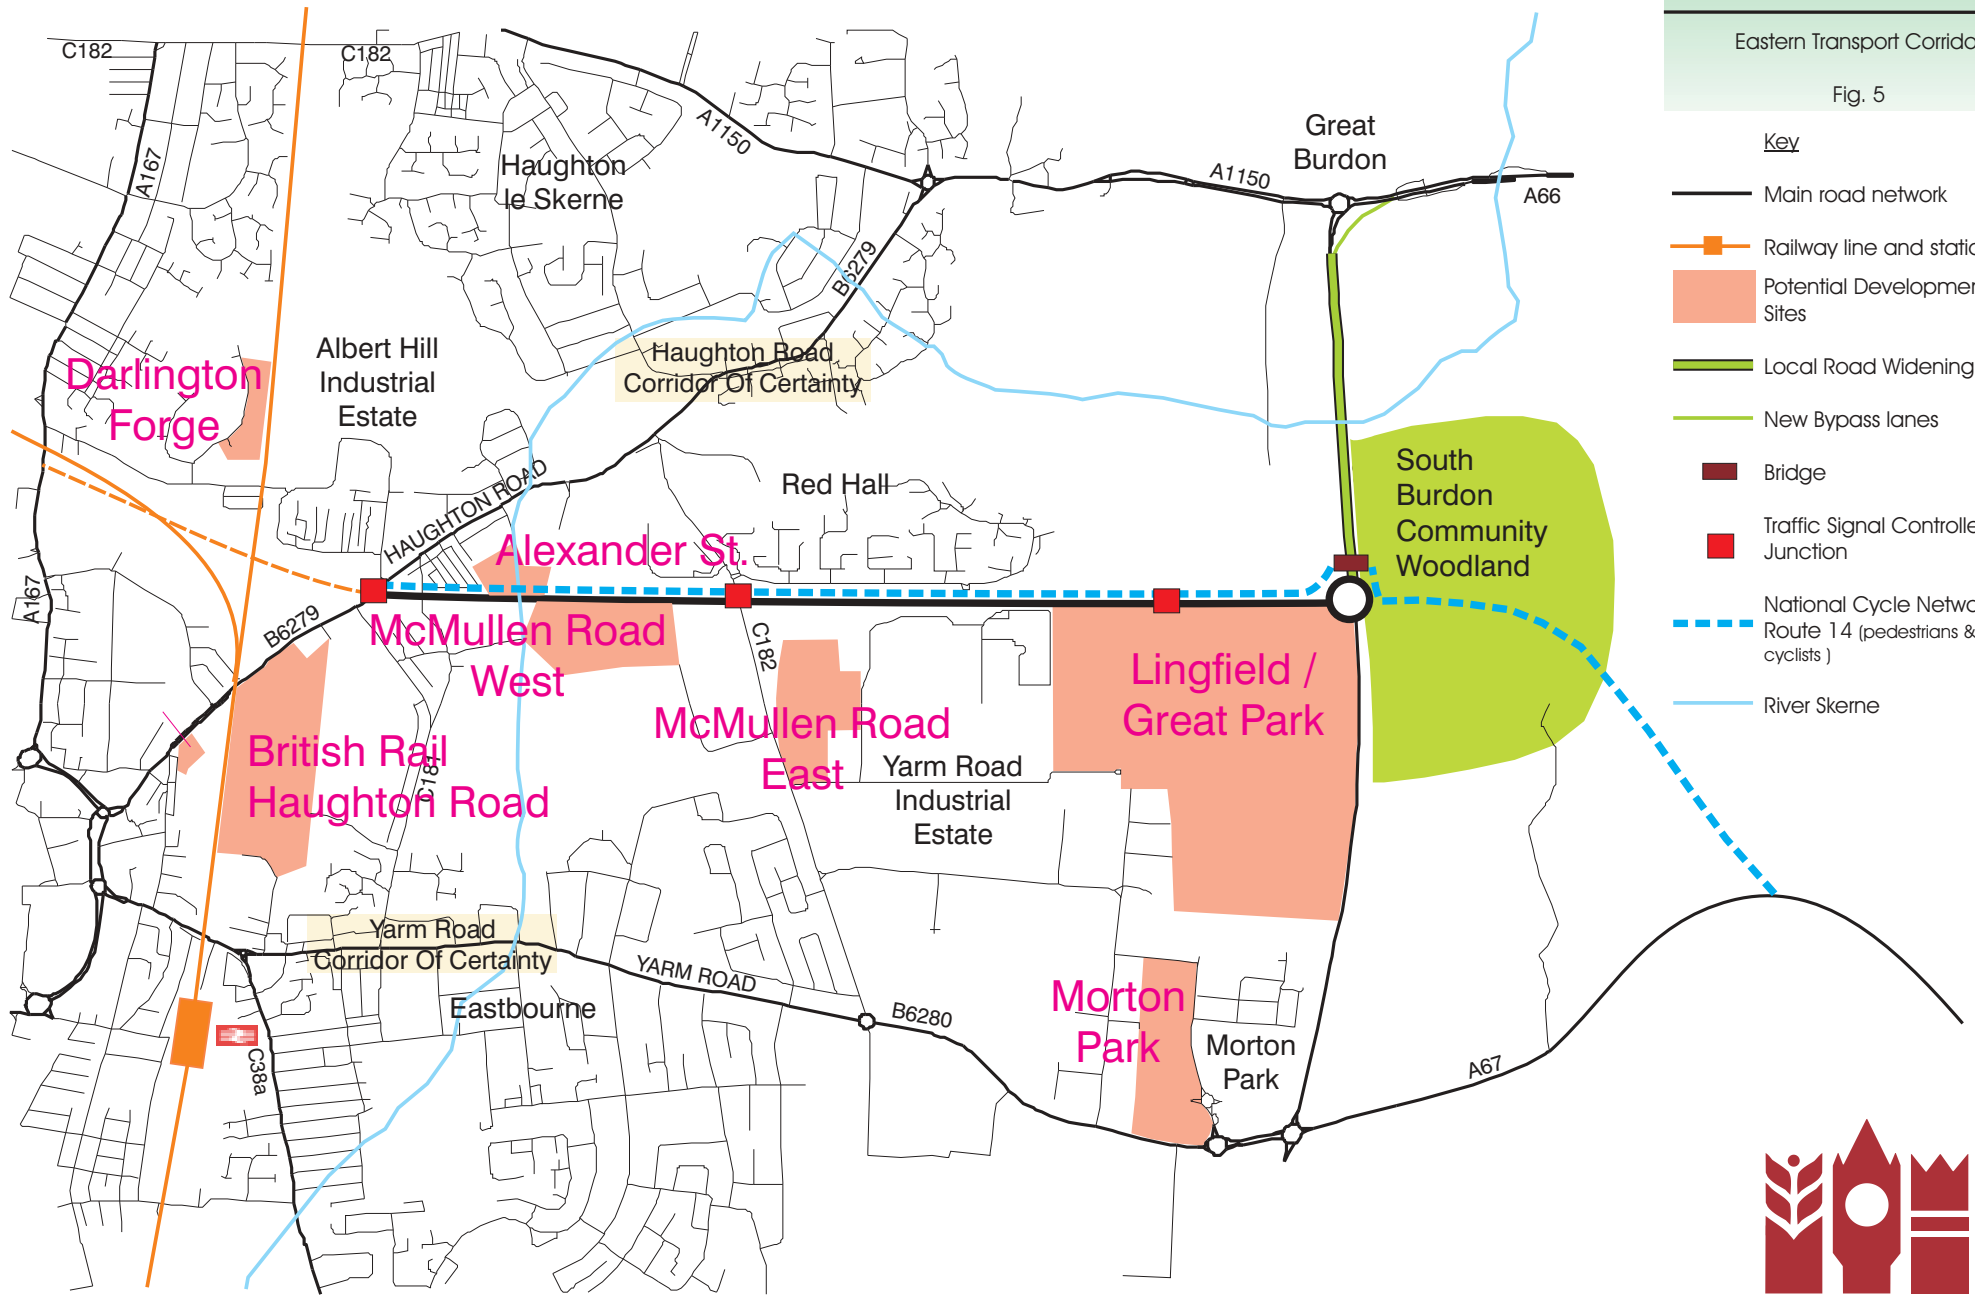 Eastern Transport Corrido
Fig. 5
Key
Main road network
Railway line and static
Potential Developmen
Sites
Local Road Widening
New Bypass lanes
Bridge
Traffic Signal Controlle
Junction
National Cycle Netwo
Route 14 (pedestrians &
cyclists )
River Skerne
C182
C182
A167
A1150
Haughton
le Skerne
Great
Burdon
A1150
A66
B6279
Albert Hill
Industrial
Estate
Haughton Road
Corridor Of Certainty
Darlington
Forge
HAUGHTON ROAD
Red Hall
South
Burdon
Community
Woodland
Alexander St.
A167
B6279
McMullen Road
West
C182
Lingfield /
Great Park
McMullen Road
East
British Rail
Haughton Road
C181
Yarm Road
Industrial
Estate
Yarm Road
Corridor Of Certainty
YARM ROAD
Eastbourne
B6280
Morton
Park
Morton
Park
A67
C38a